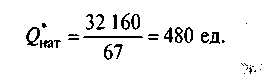 Q*нат = 32 160 / 67 = 480 ед.